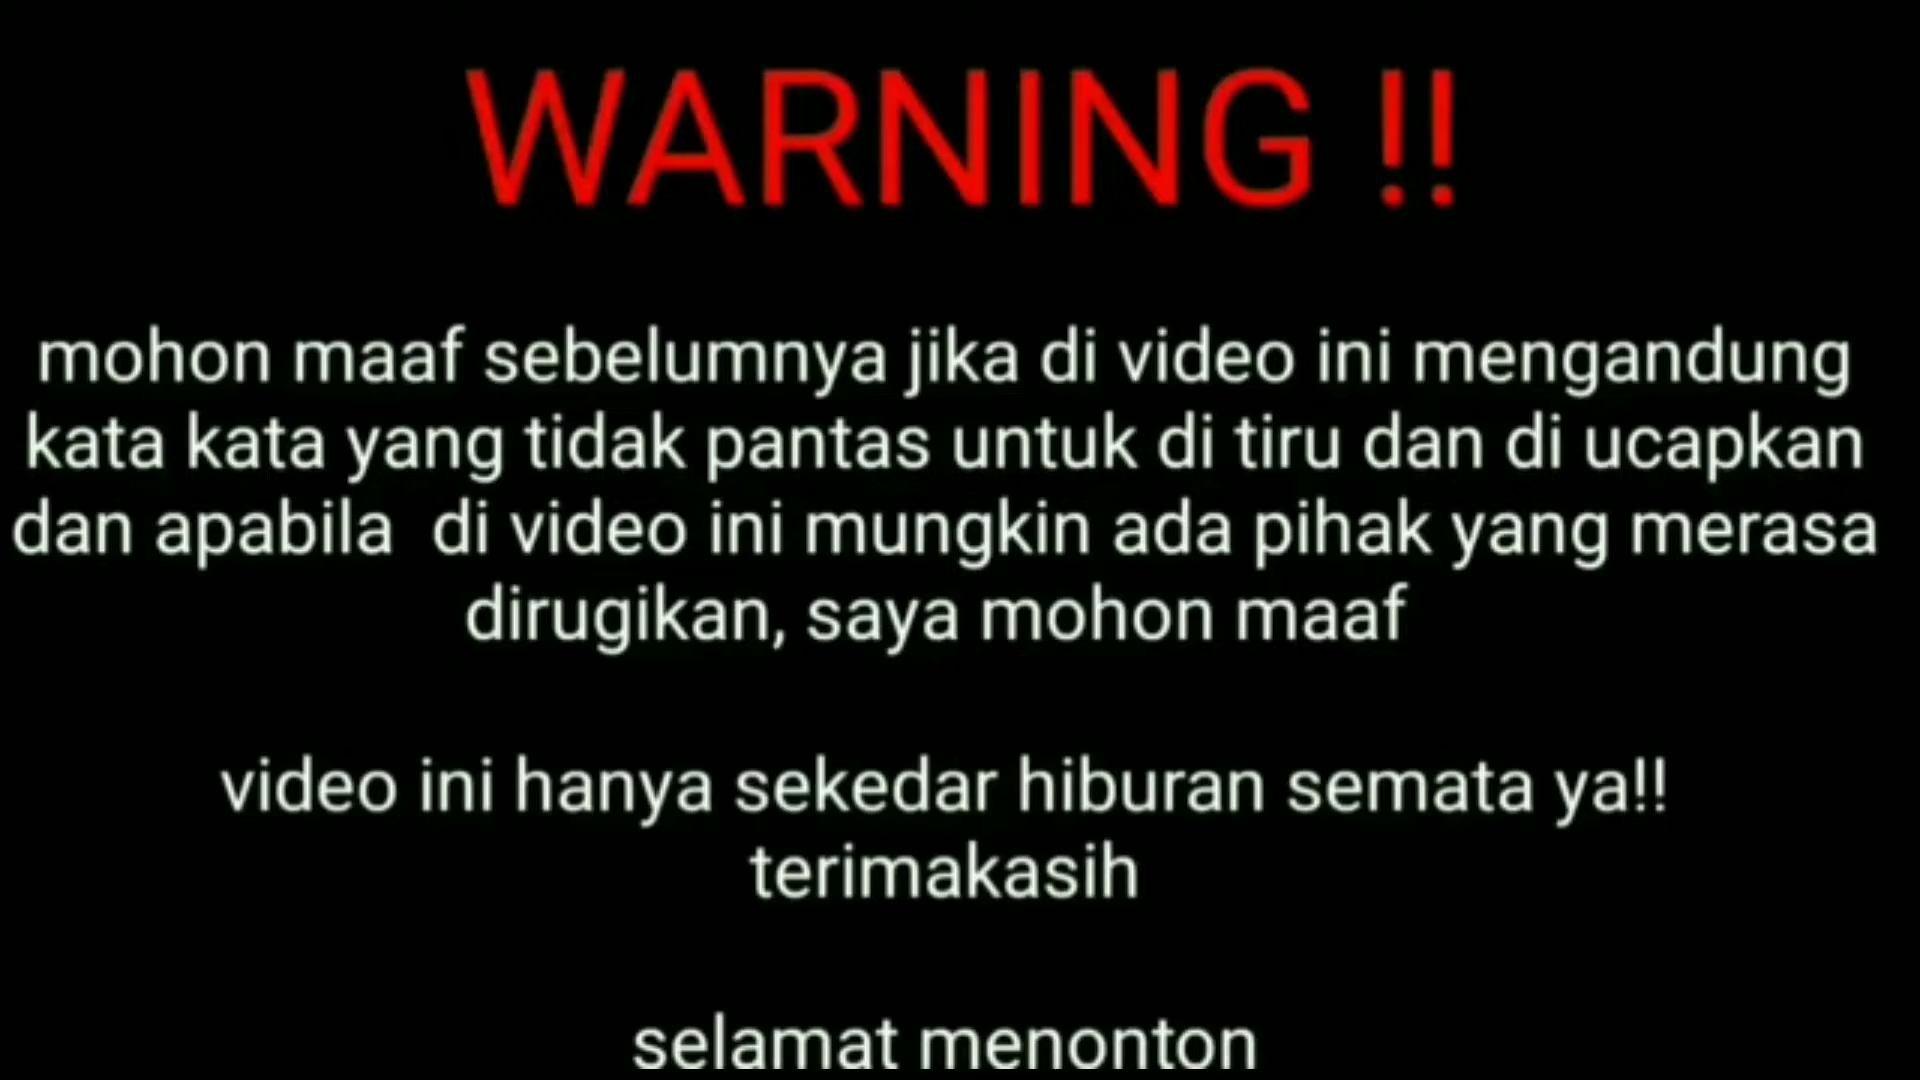 WARNING !!
mohon maaf sebelumnya jika di video ini mengandung
kata kata yang tidak pantas untuk di tiru dan di ucapkan
dan apabila  di video ini mungkin ada pihak yang merasa
dirugikan, saya mohon maaf
video ini hanya sekedar hiburan semata ya!!
terimakasih
selamat menonton